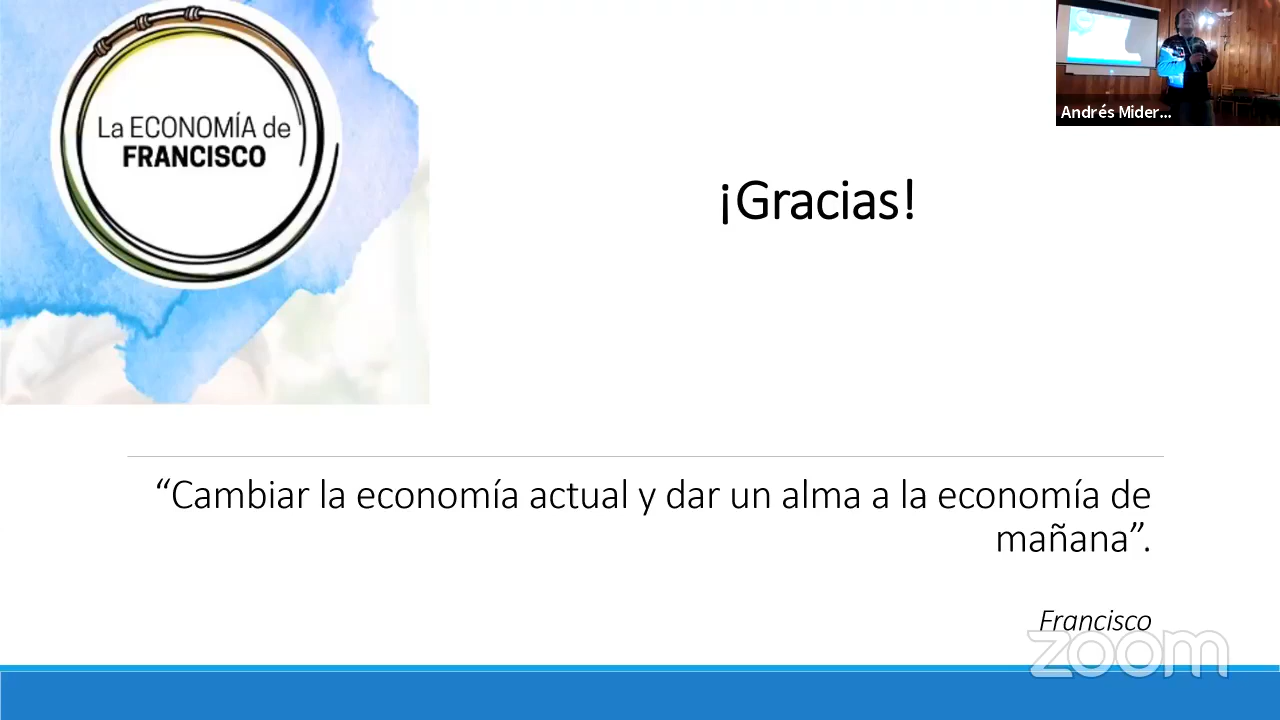 La ECONOMÍA de
FRANCISCO
Andrés Mider...
¡Gracias!
“Cambiar la economía actual y dar un alma a la economía de
mañana”.
Francisco
zoom